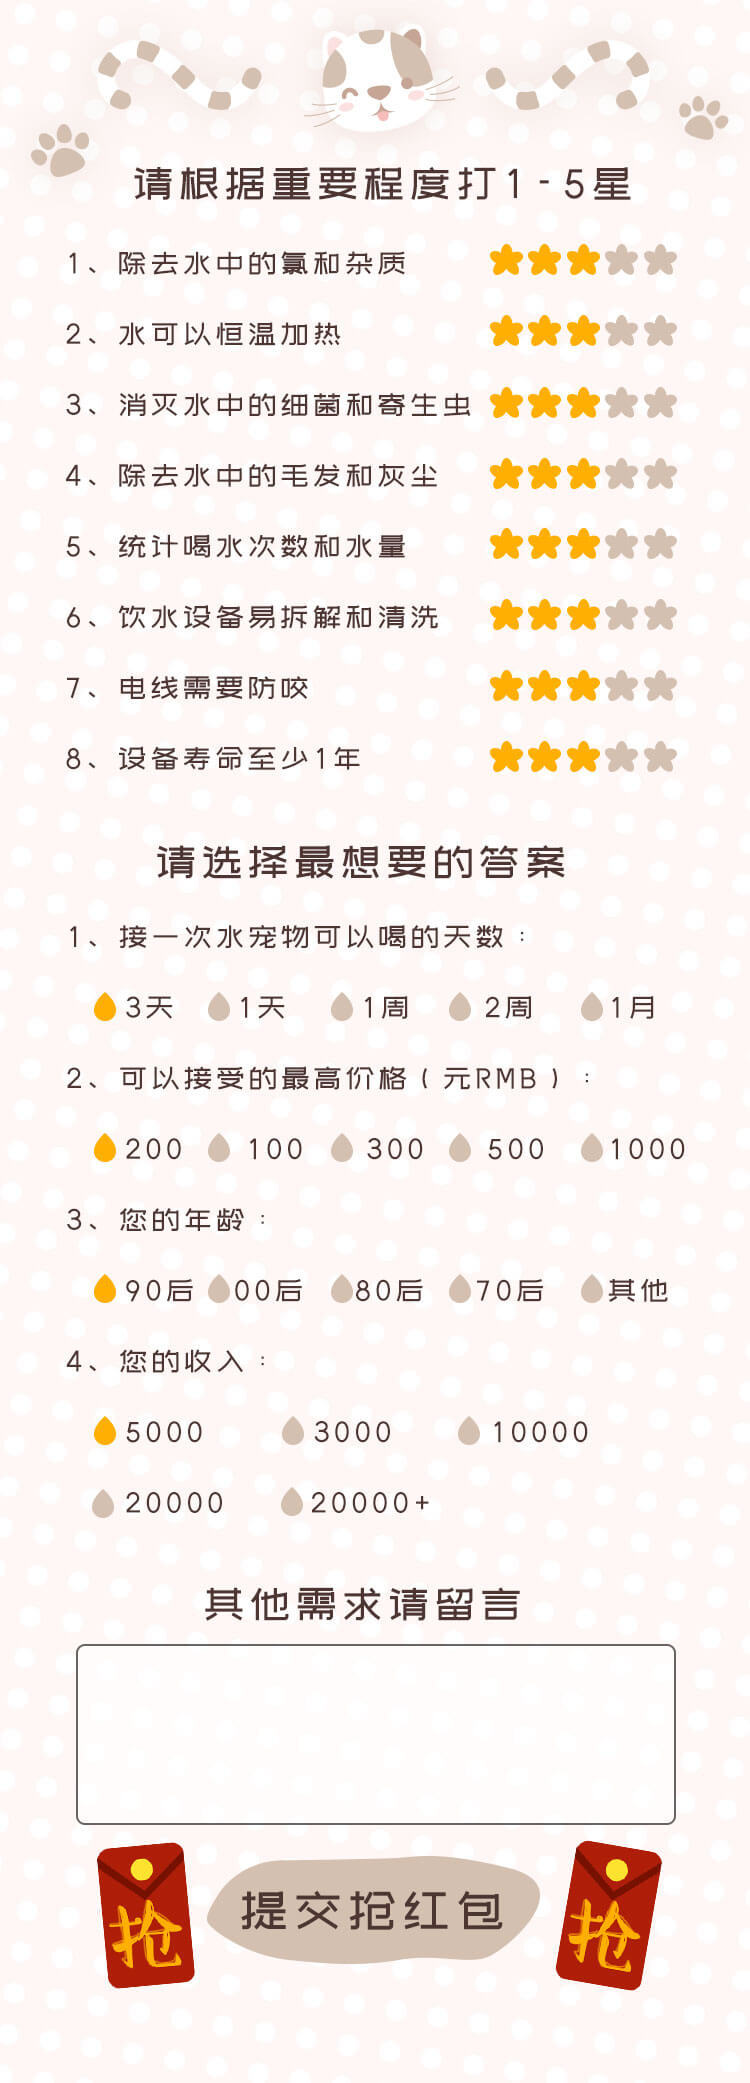 请根据重要程度打1-5星
1、除去水中的氯和杂质
2、水可以恒温加热
3、消灭水中的细菌和寄生虫
4、除去水中的毛发和灰尘
5、统计喝水次数和水量
6、饮水设备易拆解和清洗
7、电线需要防咬
8、设备寿命至少1年
请选择最想要的答案
1、接一次水宠物可以喝的天数：
3天 1天 1周 2周 1月
2、可以接受的最高价格（元RMB）：
200 100 300 500 1000
3、您的年龄：
90后 00后 80后 70后 其他
4、您的收入：
5000 3000 10000
20000 20000+
其他需求请留言
抢 提交抢红包 抢